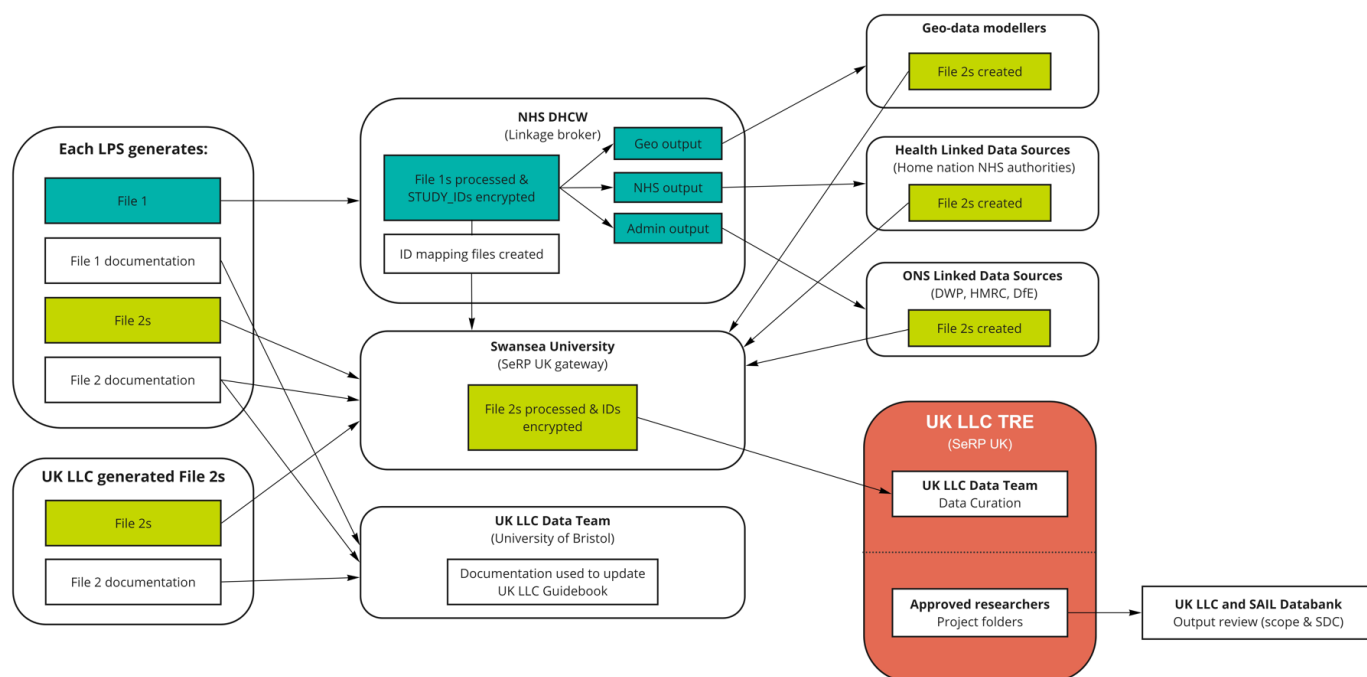 Each LPS generates:
File 1
File 1 documentation
File 2s
File 2 documentation
UK LLC generated File 2s
File 2s
File 2 documentation
NHS DHCW
(Linkage broker)
File 1s processed &
STUDY_IDs encrypted
ID mapping files created
Geo output
NHS output
Admin output
Swansea University
(SeRP UK gateway)
File 2s processed & IDs
encrypted
UK LLC Data Team
(University of Bristol)
Documentation used to update
UK LLC Guidebook
Geo-data modellers
File 2s created
Health Linked Data Sources
(Home nation NHS authorities)
File 2s created
ONS Linked Data Sources
(DWP, HMRC, DfE)
File 2s created
UK LLC TRE
(SeRP UK)
UK LLC Data Team
Data Curation
Approved researchers
Project folders
UK LLC and SAIL Databank
Output review (scope & SDC)